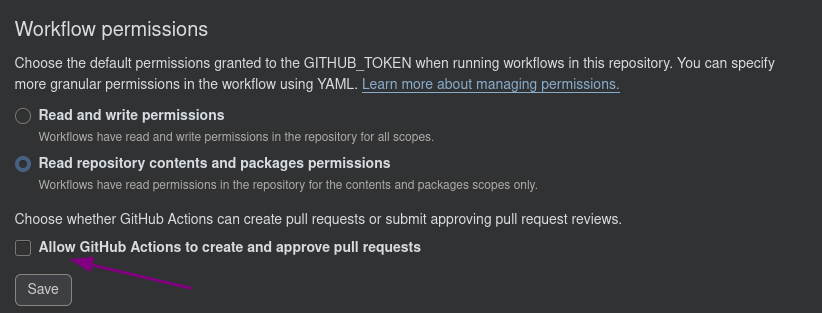 Workflow permissions
Choose the default permissions granted to the GITHUB_TOKEN when running workflows in this repository. You can specify
more granular permissions in the workflow using YAML. Learn more about managing permissions.
Read and write permissions
Workflows have read and write permissions in the repository for all scopes.
Read repository contents and packages permissions
Workflows have read permissions in the repository for the contents and packages scopes only.
Choose whether GitHub Actions can create pull requests or submit approving pull request reviews.
Allow GitHub Actions to create and approve pull requests
Save